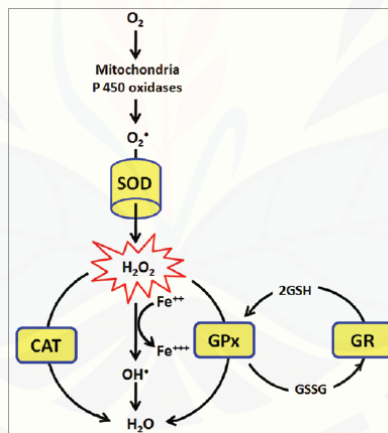 O₂
Mitochondria
P 450 oxidases
O₂•
SOD
H₂O₂
Fe⁺⁺
2GSH
CAT
Fe⁺⁺⁺
GPx
GR
OH•
GSSG
H₂O